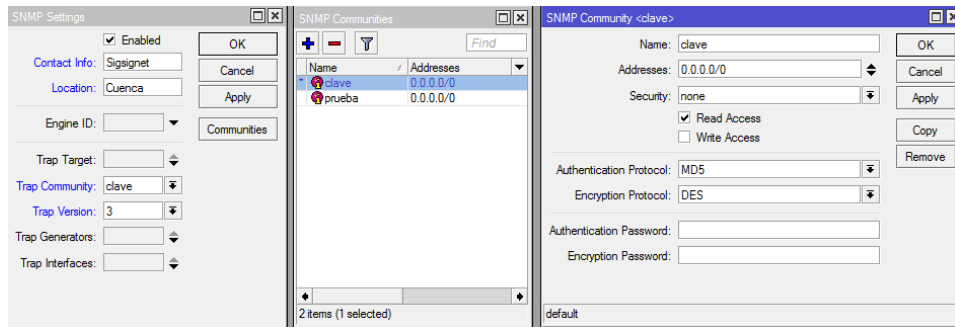 SNMP Settings
Enabled
Contact Info: Sigsignet
Location: Cuenca
Engine ID:
Trap Target:
Trap Community: clave
Trap Version: 3
Trap Generators:
Trap Interfaces:
OK
Cancel
Apply
Communities
SNMP Communities
Find
Name / Addresses
* clave 0.0.0.0/0
prueba 0.0.0.0/0
2 items (1 selected)
SNMP Community <clave>
Name: clave
Addresses: 0.0.0.0/0
Security: none
Read Access
Write Access
Authentication Protocol: MD5
Encryption Protocol: DES
Authentication Password:
Encryption Password:
OK
Cancel
Apply
Copy
Remove
default